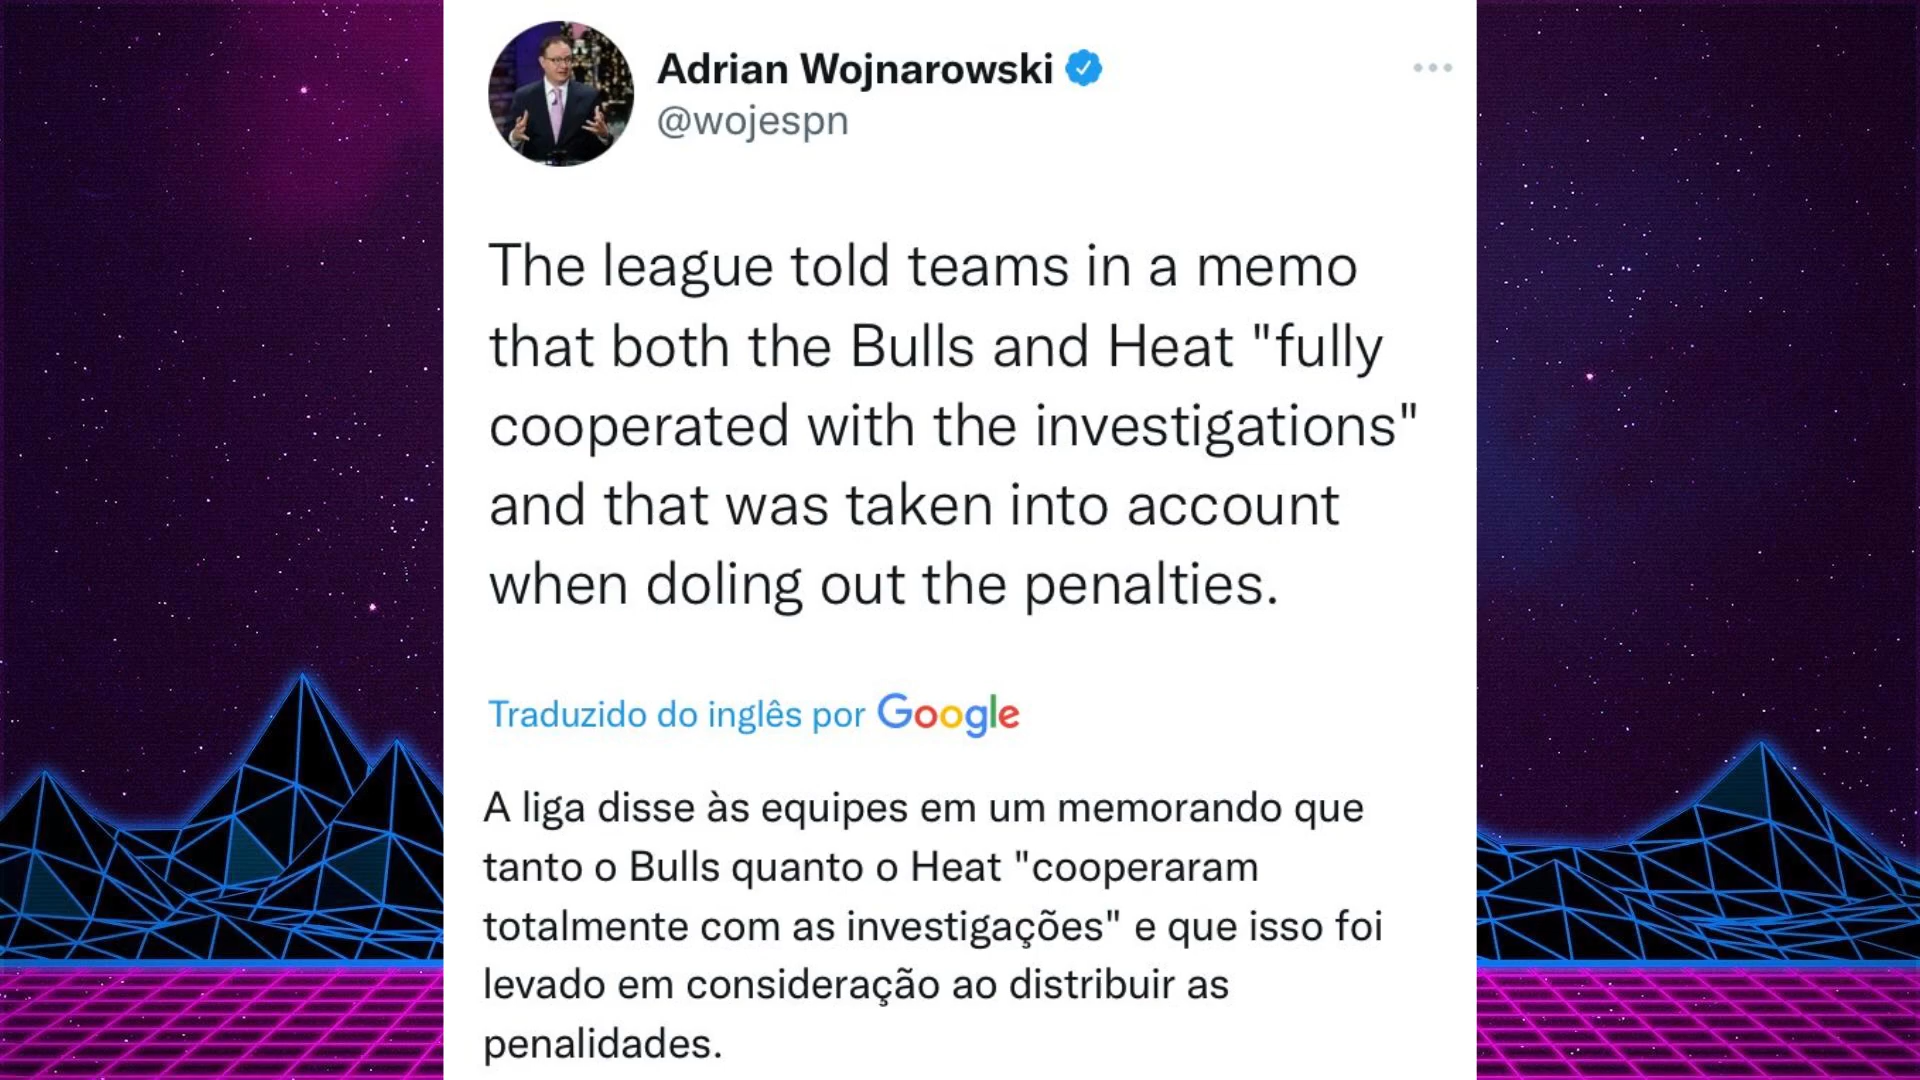 Adrian Wojnarowski
@wojespn
The league told teams in a memo
that both the Bulls and Heat "fully
cooperated with the investigations"
and that was taken into account
when doling out the penalties.
Traduzido do inglês por Google
A liga disse às equipes em um memorando que
tanto o Bulls quanto o Heat "cooperaram
totalmente com as investigações" e que isso foi
levado em consideração ao distribuir as
penalidades.